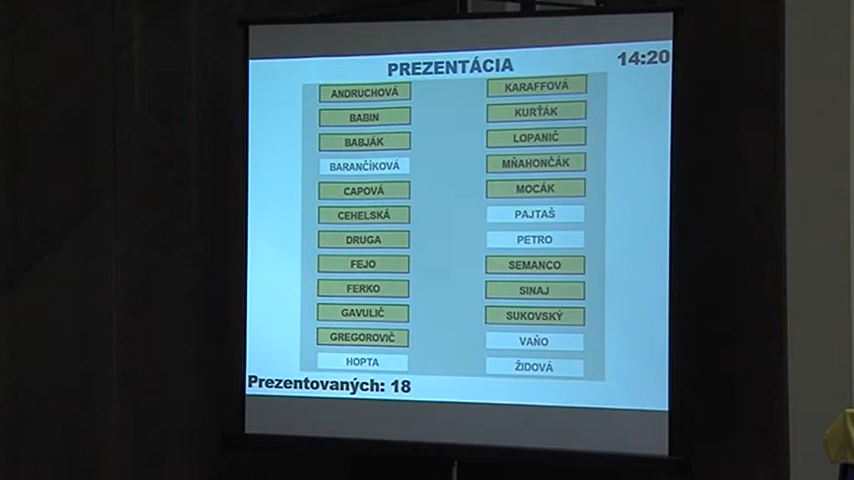 PREZENTÁCIA
14:20
ANDRUCHOVÁ
BABIN
BABJÁK
BARANČÍKOVÁ
CAPOVÁ
CEHELSKÁ
DRUGA
FEJO
FERKO
GAVULIČ
GREGOROVIČ
HOPTA
KARAFFOVÁ
KURŤÁK
LOPANIČ
MŇAHONČÁK
MOCÁK
PAJTAŠ
PETRO
SEMANCO
SINAJ
SUKOVSKÝ
VAŇO
ŽIDOVÁ
Prezentovaných: 18